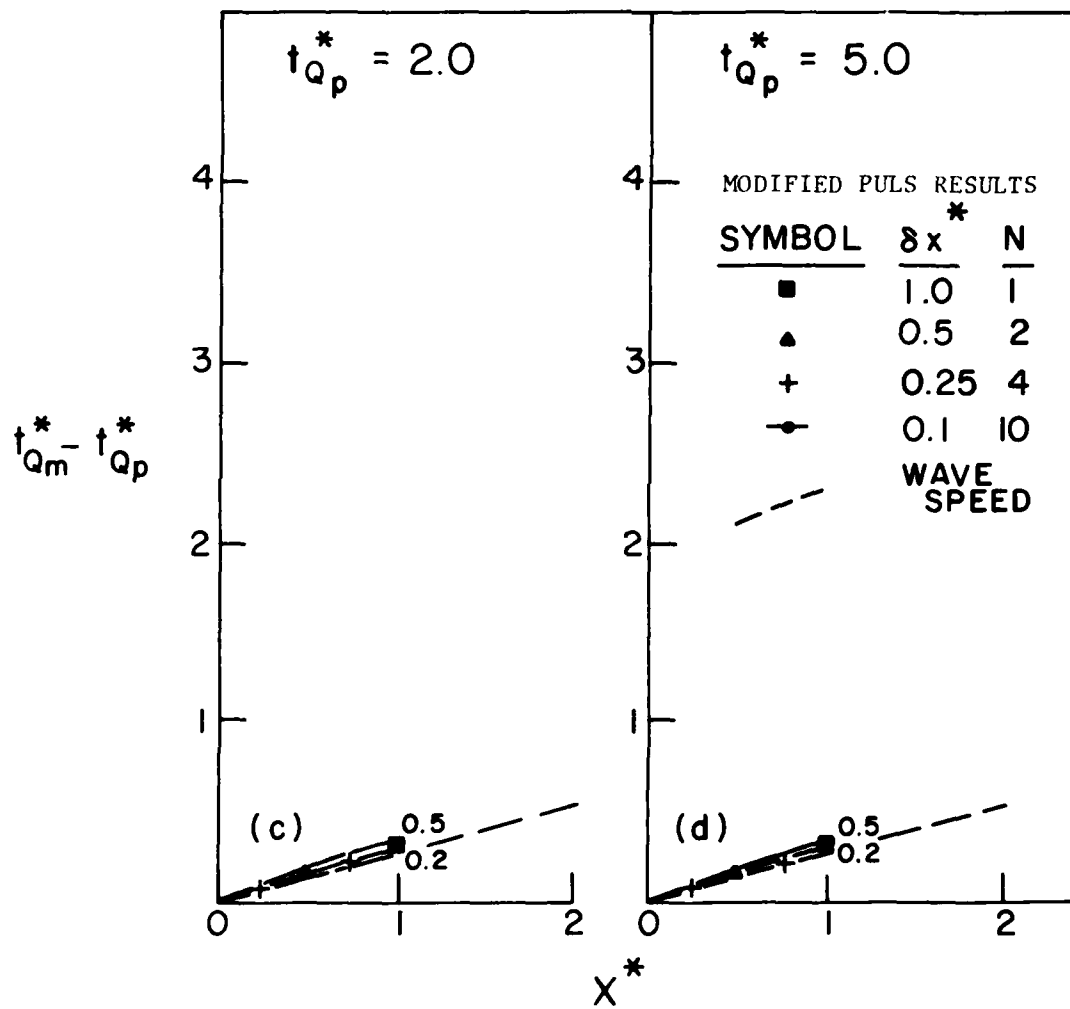 t*Qp = 2.0
t*Qp = 5.0
4
3
2
1
t*Qm - t*Qp
(c)
0.5
0.2
0
1
2
4
3
2
1
MODIFIED PULS RESULTS
SYMBOL δx* N
1.0 1
0.5 2
0.25 4
0.1 10
WAVE
SPEED
(d)
0.5
0.2
0
1
2
X*